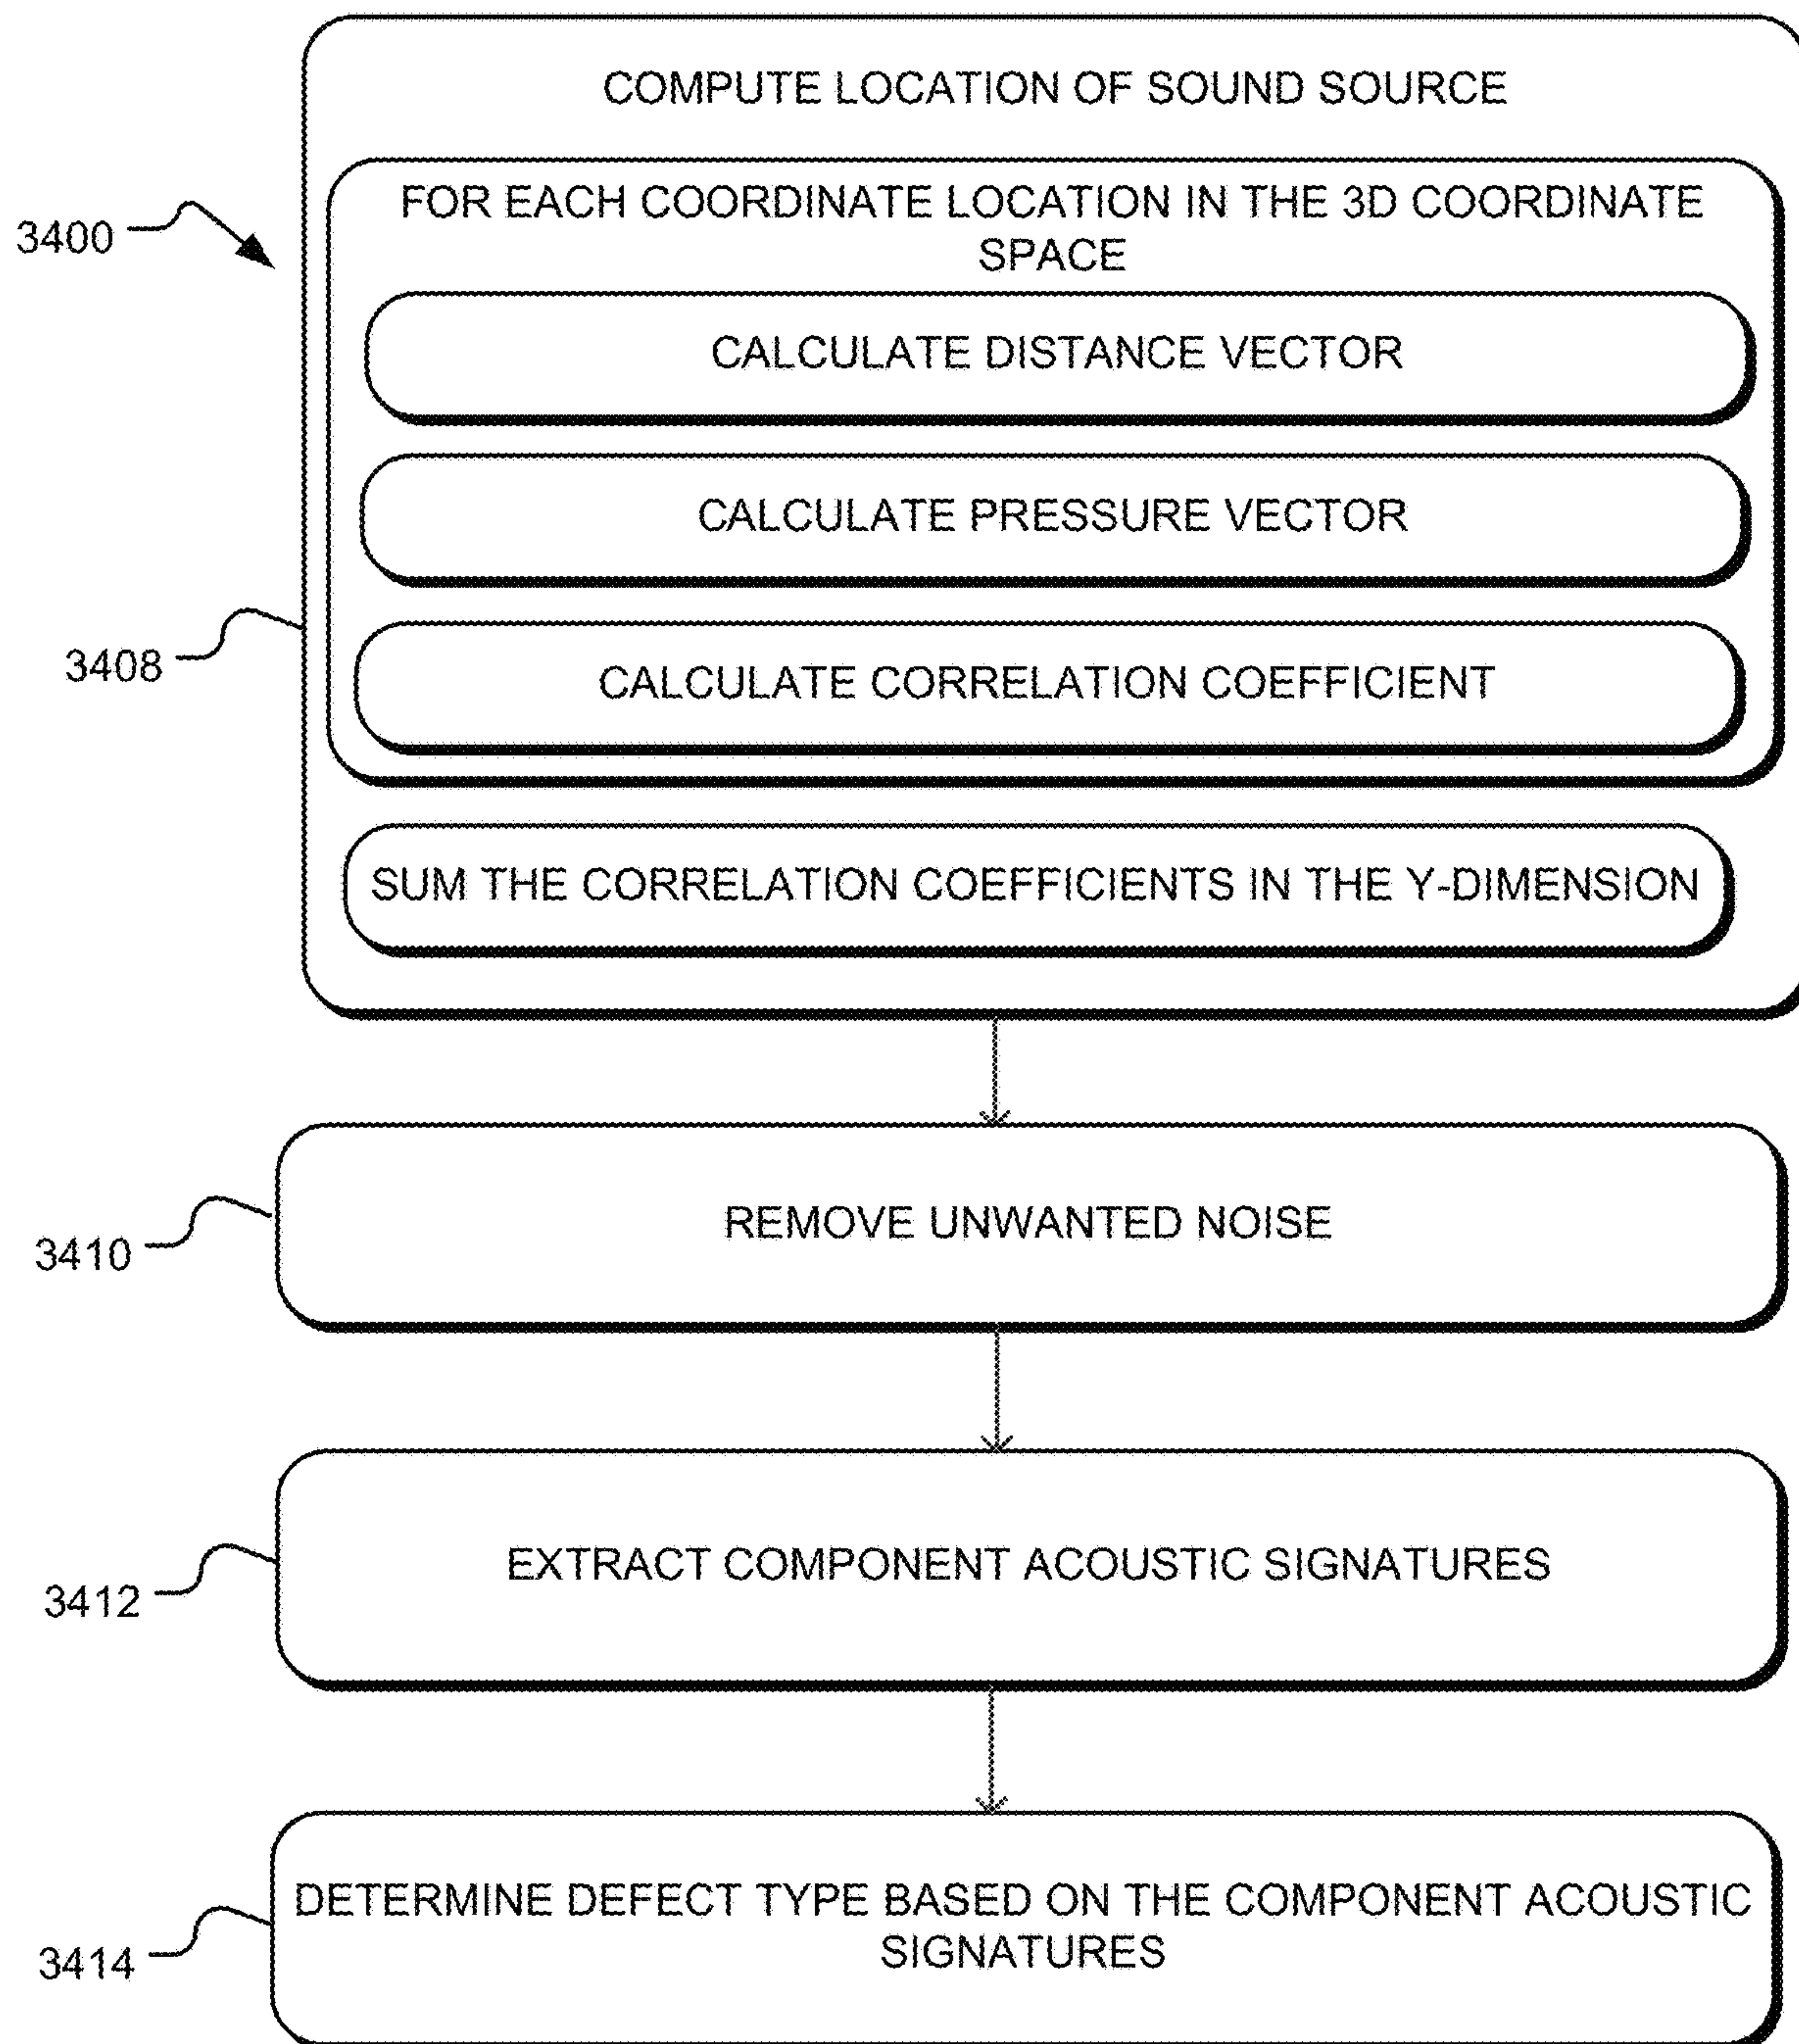 COMPUTE LOCATION OF SOUND SOURCE
FOR EACH COORDINATE LOCATION IN THE 3D COORDINATE
SPACE
3400
CALCULATE DISTANCE VECTOR
CALCULATE PRESSURE VECTOR
3408
CALCULATE CORRELATION COEFFICIENT
SUM THE CORRELATION COEFFICIENTS IN THE Y-DIMENSION
REMOVE UNWANTED NOISE
3410
EXTRACT COMPONENT ACOUSTIC SIGNATURES
3412
DETERMINE DEFECT TYPE BASED ON THE COMPONENT ACOUSTIC
SIGNATURES
3414